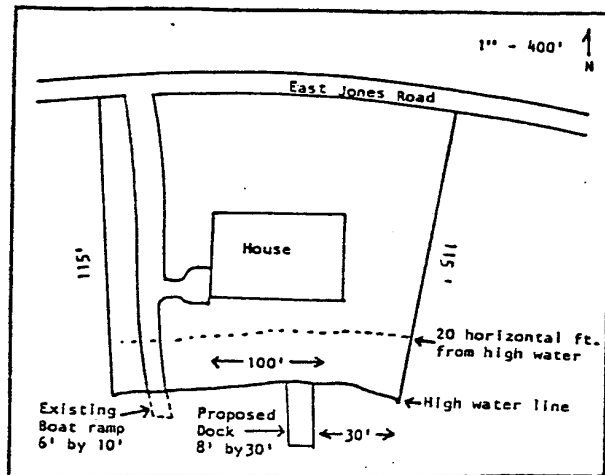 1" - 400'
N
East Jones Road
House
115'
115'
20 horizontal ft.
from high water
100'
High water line
Existing
Boat ramp
6' by 10'
Proposed
Dock
8' by 30'
30'